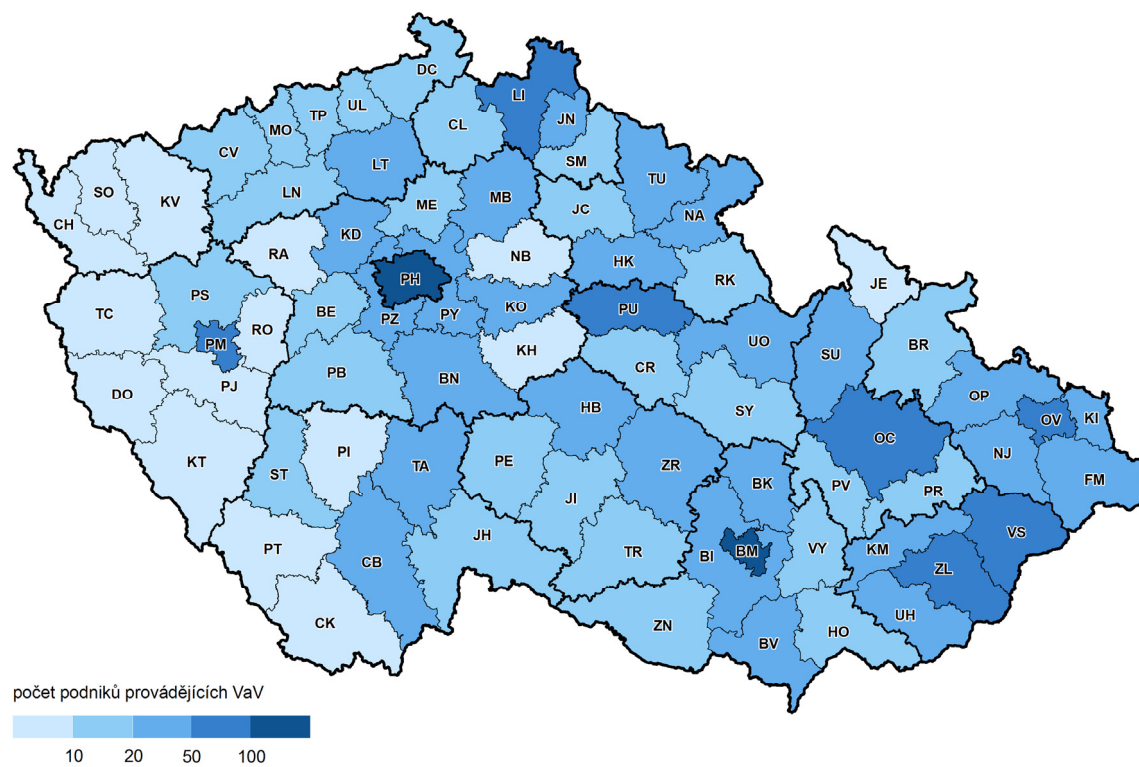 DC
LI
UL
TP
MO
CL
JN
CV
LT
SM
SO
KV
LN
MB
TU
ME
JC
NA
CH
KD
RA
NB
HK
PH
RK
JE
PS
TC
BE
PZ
PY
KO
PU
RO
PM
UO
SU
BR
KH
PB
BN
CR
PJ
DO
OP
HB
SY
OV
KI
OC
PI
KT
ST
TA
PE
ZR
NJ
FM
BK
PV
PR
JI
VS
JH
PT
CB
TR
BI
BM
VY
KM
ZL
CK
ZN
UH
HO
BV
počet podniků provádějících VaV
10 20 50 100